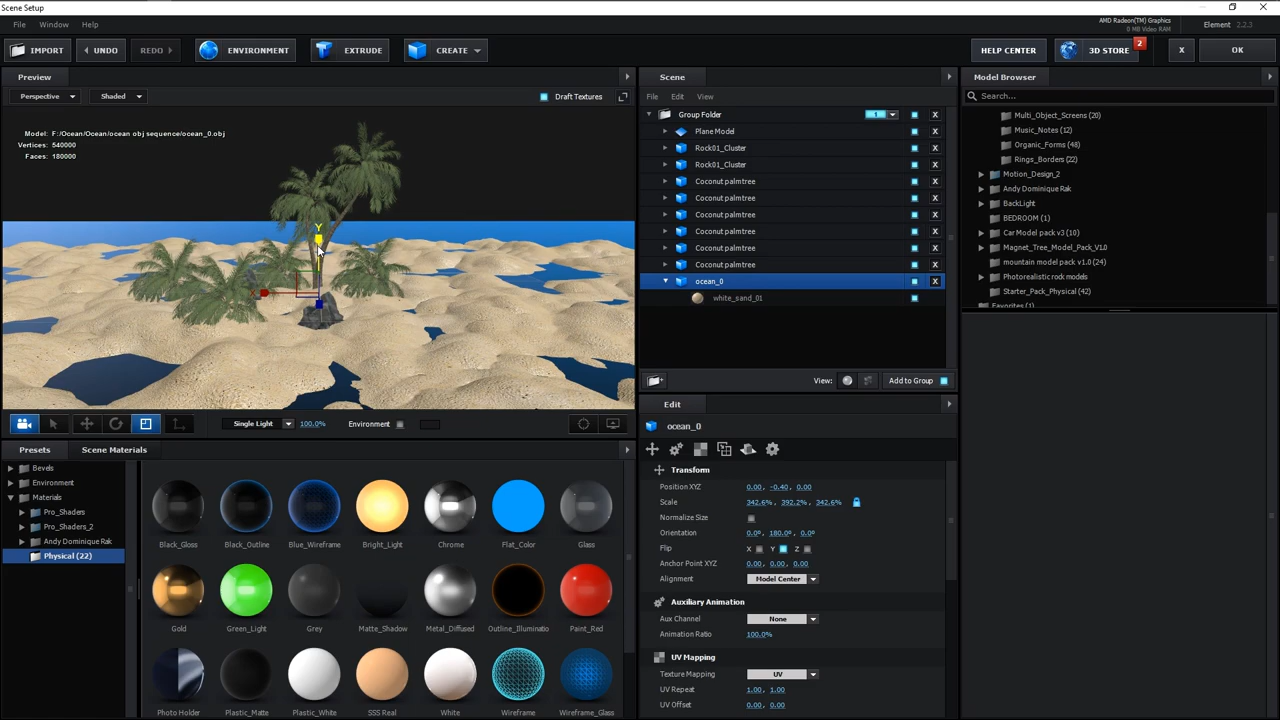 Scene Setup
File Window Help
AMD Radeon(TM) Graphics
0 MB Video RAM
Element 2.2.3
IMPORT UNDO REDO ENVIRONMENT EXTRUDE CREATE HELP CENTER 3D STORE 2 X OK
Preview
Perspective Shaded Draft Textures
Model: F:/Ocean/Ocean/ocean obj sequence/ocean_0.obj
Vertices: 540000
Faces: 180000
Y
X
Single Light 100.0% Environment
Presets Scene Materials
Bevels
Environment
Materials
Pro_Shaders
Pro_Shaders_2
Andy Dominique Rak
Physical (22)
Black_Gloss Black_Outline Blue_Wireframe Bright_Light Chrome Flat_Color Glass
Gold Green_Light Grey Matte_Shadow Metal_Diffused Outline_Illuminatio Paint_Red
Photo Holder Plastic_Matte Plastic_White SSS Real White Wireframe Wireframe_Glass
Scene
File Edit View
Group Folder 1 X
Plane Model X
Rock01_Cluster X
Rock01_Cluster X
Coconut palmtree X
Coconut palmtree X
Coconut palmtree X
Coconut palmtree X
Coconut palmtree X
Coconut palmtree X
ocean_0 X
white_sand_01
View: Add to Group
Edit
ocean_0
Transform
Position XYZ 0.00, -0.40, 0.00
Scale 342.6%, 392.2%, 342.6%
Normalize Size
Orientation 0.0°, 180.0°, 0.0°
Flip X Y Z
Anchor Point XYZ 0.00, 0.00, 0.00
Alignment Model Center
Auxiliary Animation
Aux Channel None
Animation Ratio 100.0%
UV Mapping
Texture Mapping UV
UV Repeat 1.00, 1.00
UV Offset 0.00, 0.00
Model Browser
Search...
Multi_Object_Screens (20)
Music_Notes (12)
Organic_Forms (48)
Rings_Borders (22)
Motion_Design_2
Andy Dominique Rak
BackLight
BEDROOM (1)
Car Model pack v3 (10)
Magnet_Tree_Model_Pack_V1.0
mountain model pack v1.0 (24)
Photorealistic rock models
Starter_Pack_Physical (42)
Favorites (1)